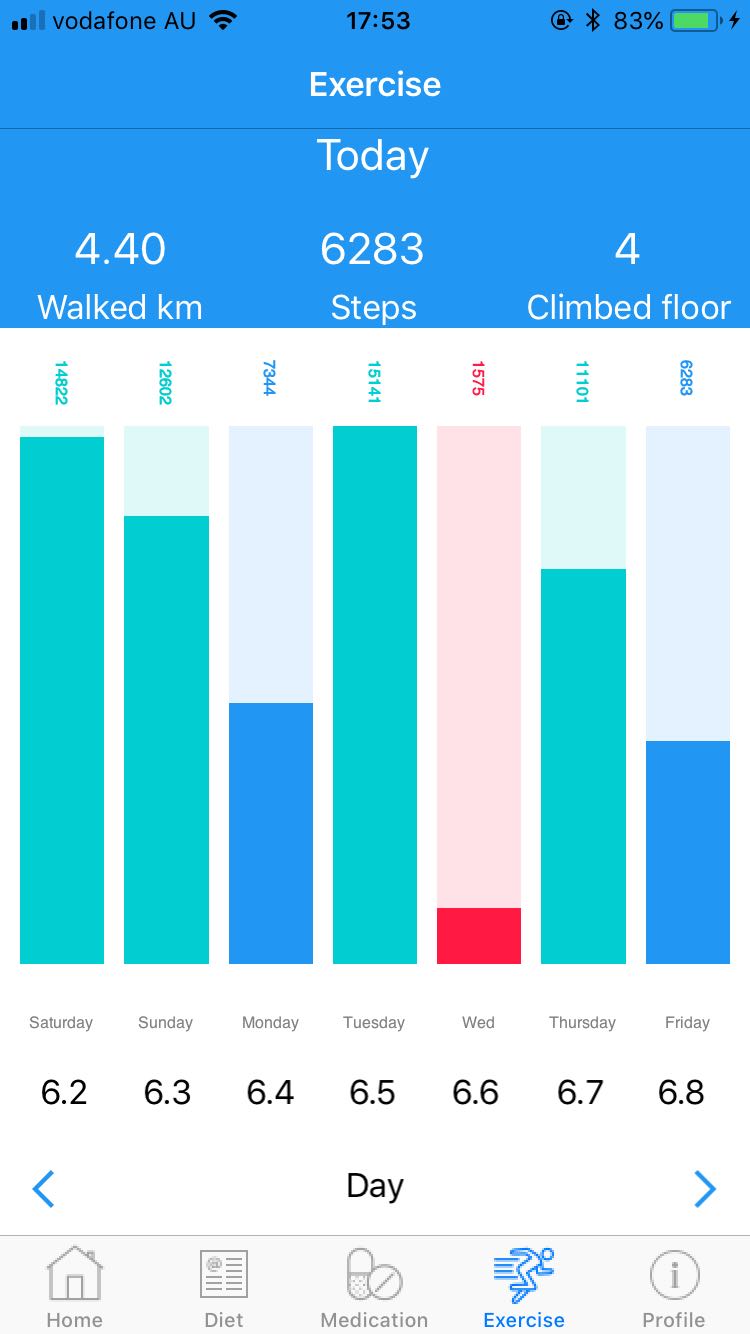 vodafone AU 17:53 83%
Exercise
Today
4.40 6283 4
Walked km Steps Climbed floor
14822 12602 7344 15141 1575 11101 6283
Saturday Sunday Monday Tuesday Wed Thursday Friday
6.2 6.3 6.4 6.5 6.6 6.7 6.8
Day
Home Diet Medication Exercise Profile